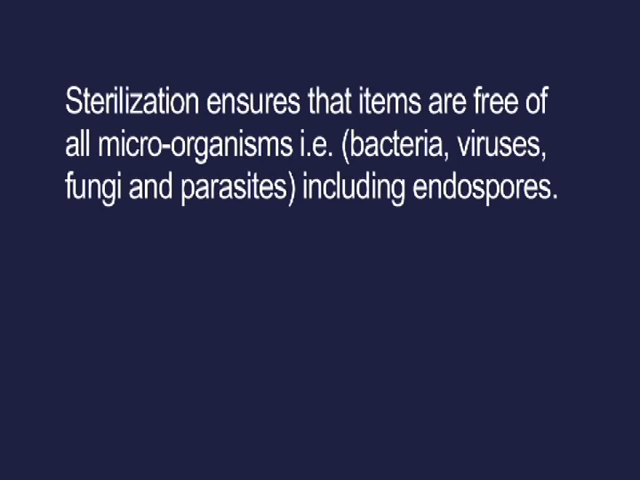 Sterilization ensures that items are free of
all micro-organisms i.e. (bacteria, viruses,
fungi and parasites) including endospores.